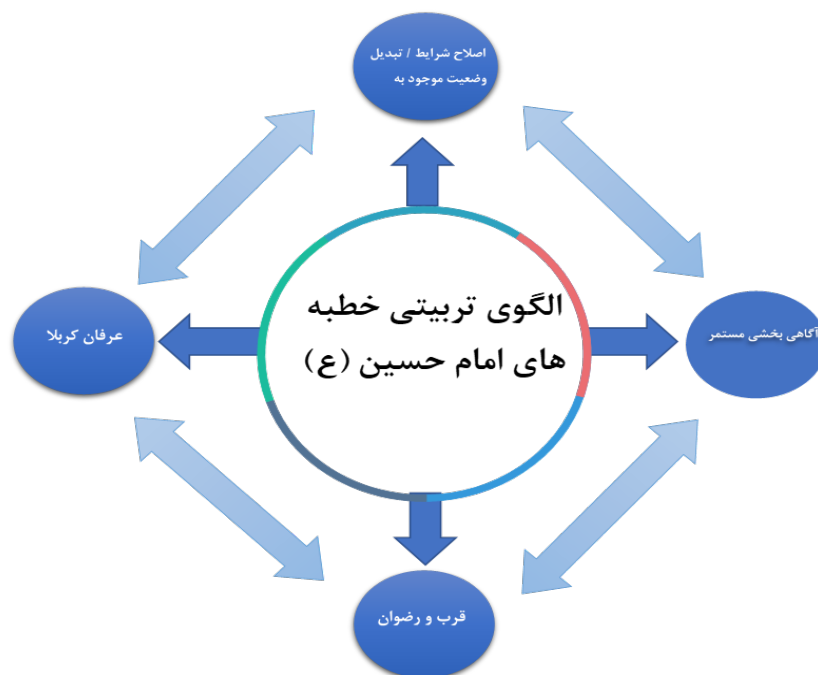 اصلاح شرایط / تبدیل
وضعیت موجود به
الگوی تربیتی خطبه
های امام حسین (ع)
آگاهی بخشی مستمر
عرفان کربلا
قرب و رضوان